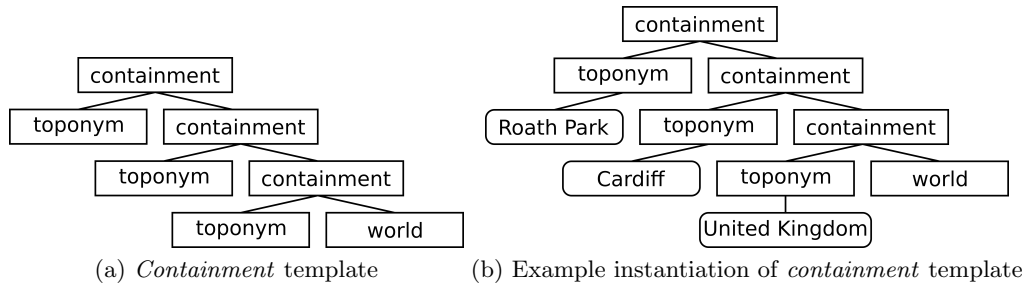 containment
toponym
containment
toponym
containment
toponym
world
(a) Containment template
containment
toponym
containment
Roath Park
toponym
containment
Cardiff
toponym
world
United Kingdom
(b) Example instantiation of containment template